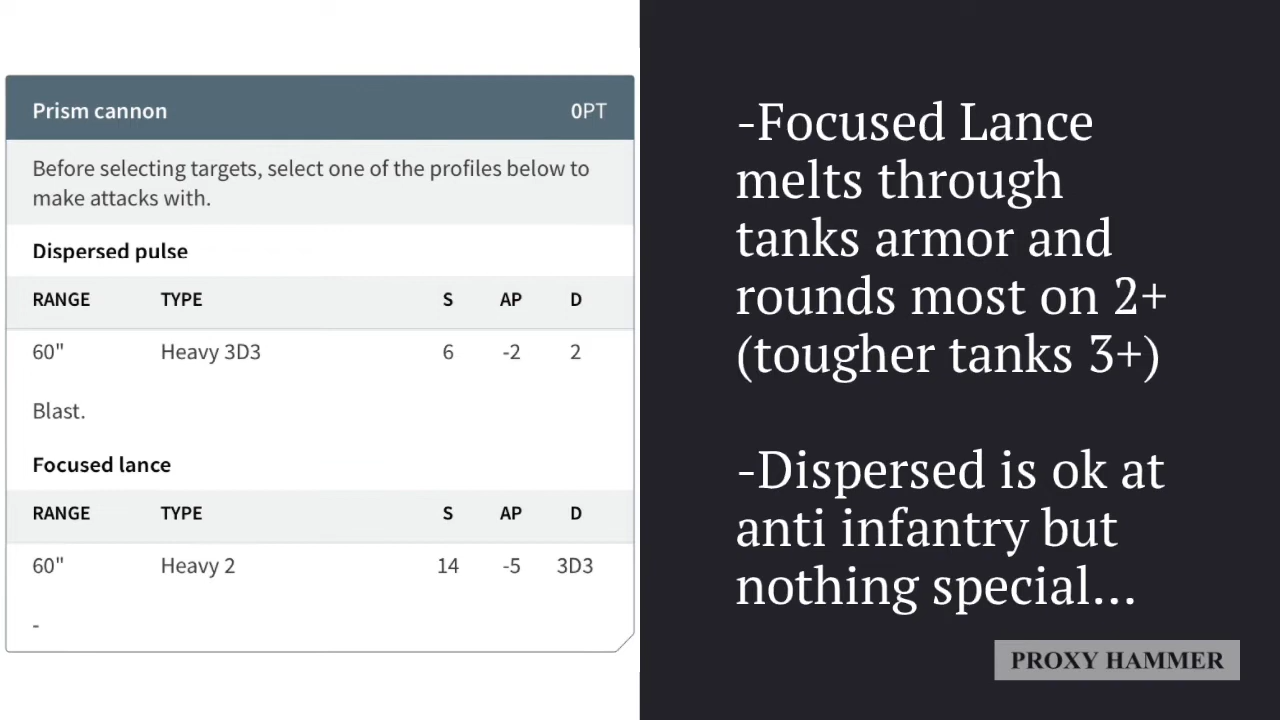 Prism cannon 0PT
Before selecting targets, select one of the profiles below to
make attacks with.
Dispersed pulse
RANGE TYPE S AP D
60" Heavy 3D3 6 -2 2
Blast.
Focused lance
RANGE TYPE S AP D
60" Heavy 2 14 -5 3D3
-
-Focused Lance
melts through
tanks armor and
rounds most on 2+
(tougher tanks 3+)
-Dispersed is ok at
anti infantry but
nothing special...
PROXY HAMMER